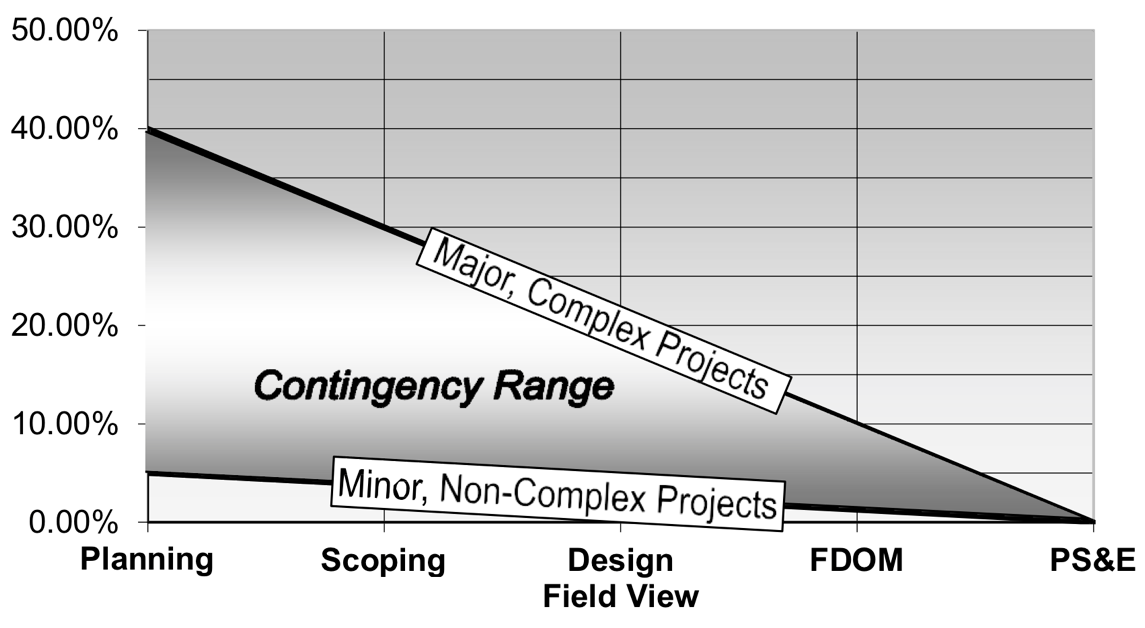 50.00%
40.00%
30.00%
20.00%
10.00%
0.00%
Major, Complex Projects
Contingency Range
Minor, Non-Complex Projects
Planning
Scoping
Design
FDOM
PS&E
Field View